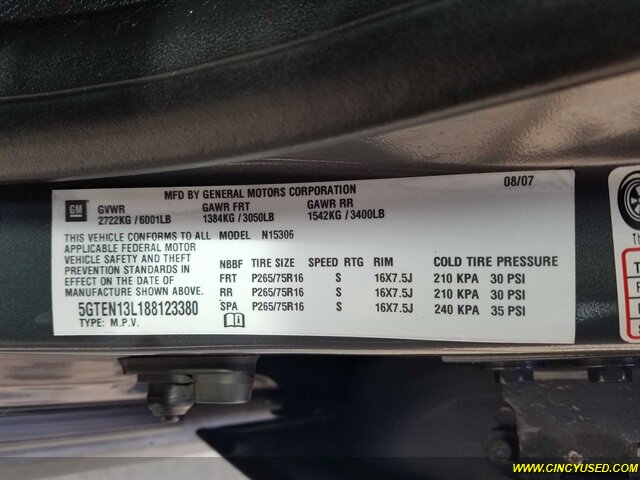 MFD BY GENERAL MOTORS CORPORATION 08/07
GM
GVWR GAWR FRT GAWR RR
2722KG / 6001LB 1384KG / 3050LB 1542KG / 3400LB
THIS VEHICLE CONFORMS TO ALL MODEL N15306
APPLICABLE FEDERAL MOTOR
VEHICLE SAFETY AND THEFT
PREVENTION STANDARDS IN
EFFECT ON THE DATE OF
MANUFACTURE SHOWN ABOVE.
5GTEN13L188123380
TYPE: M.P.V.
NBBF TIRE SIZE SPEED RTG RIM COLD TIRE PRESSURE
FRT P265/75R16 S 16X7.5J 210 KPA 30 PSI
RR P265/75R16 S 16X7.5J 210 KPA 30 PSI
SPA P265/75R16 S 16X7.5J 240 KPA 35 PSI
Th
WWW.CINCYUSED.COM